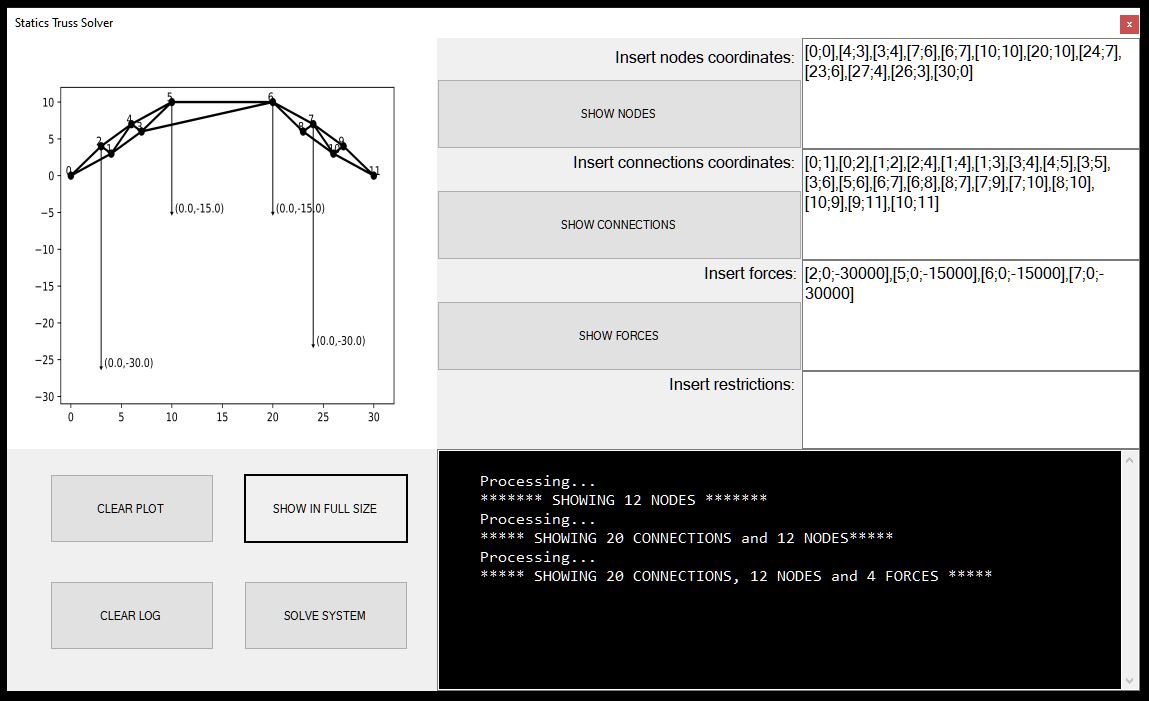 Statics Truss Solver
x
Insert nodes coordinates:
[0;0],[4;3],[3;4],[7;6],[6;7],[10;10],[20;10],[24;7],
[23;6],[27;4],[26;3],[30;0]
SHOW NODES
Insert connections coordinates:
[0;1],[0;2],[1;2],[2;4],[1;4],[1;3],[3;4],[4;5],[3;5],
[3;6],[5;6],[6;7],[6;8],[8;7],[7;9],[7;10],[8;10],
[10;9],[9;11],[10;11]
SHOW CONNECTIONS
Insert forces:
[2;0;-30000],[5;0;-15000],[6;0;-15000],[7;0;-
30000]
SHOW FORCES
Insert restrictions:
10
5
0
−5
−10
−15
−20
−25
−30
0
5
10
15
20
25
30
0
1
2
3
4
5
6
7
8
9
10
11
(0.0,-15.0)
(0.0,-15.0)
(0.0,-30.0)
(0.0,-30.0)
CLEAR PLOT
SHOW IN FULL SIZE
CLEAR LOG
SOLVE SYSTEM
Processing...
******* SHOWING 12 NODES *******
Processing...
***** SHOWING 20 CONNECTIONS and 12 NODES*****
Processing...
***** SHOWING 20 CONNECTIONS, 12 NODES and 4 FORCES *****